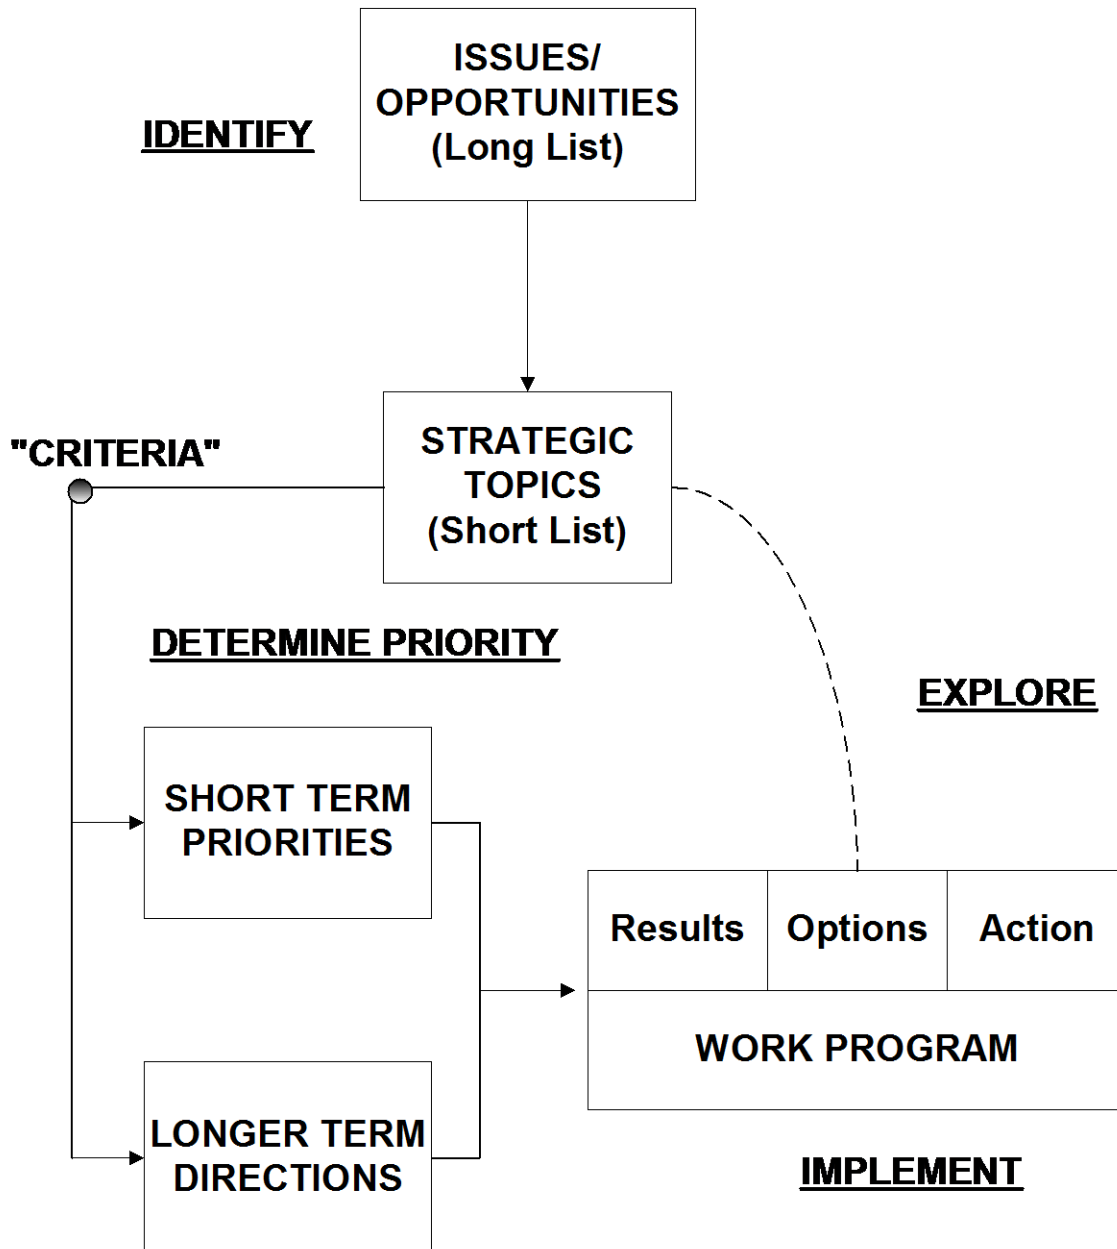 ISSUES/
OPPORTUNITIES
(Long List)
IDENTIFY
STRATEGIC
TOPICS
(Short List)
"CRITERIA"
DETERMINE PRIORITY
EXPLORE
SHORT TERM
PRIORITIES
Results
Options
Action
WORK PROGRAM
LONGER TERM
DIRECTIONS
IMPLEMENT